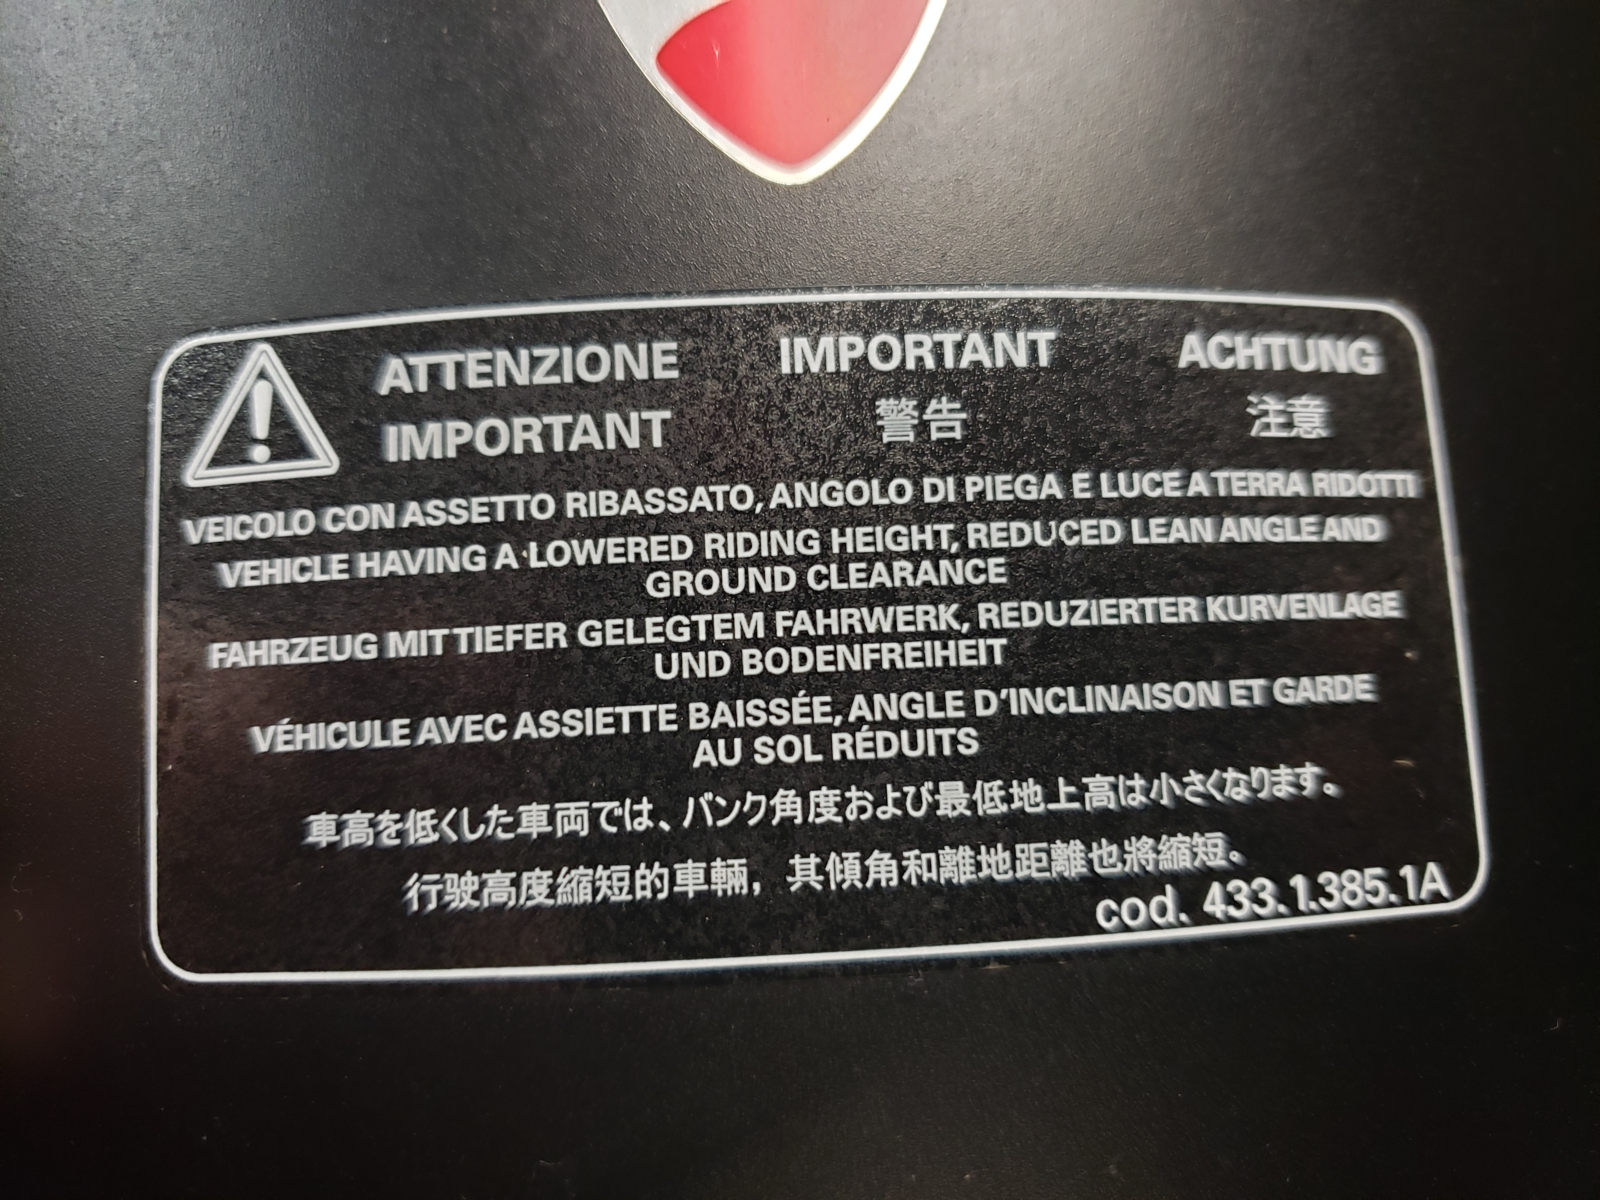 ATTENZIONE IMPORTANT ACHTUNG
IMPORTANT 警告 注意
VEICOLO CON ASSETTO RIBASSATO, ANGOLO DI PIEGA E LUCE A TERRA RIDOTTI
VEHICLE HAVING A LOWERED RIDING HEIGHT, REDUCED LEAN ANGLE AND
GROUND CLEARANCE
FAHRZEUG MIT TIEFER GELEGTEM FAHRWERK, REDUZIERTER KURVENLAGE
UND BODENFREIHEIT
VÉHICULE AVEC ASSIETTE BAISSÉE, ANGLE D'INCLINAISON ET GARDE
AU SOL RÉDUITS
車高を低くした車両では、バンク角度および最低地上高は小さくなります。
行驶高度縮短的車輛，其傾角和離地距離也將縮短。
cod. 433.1.385.1A